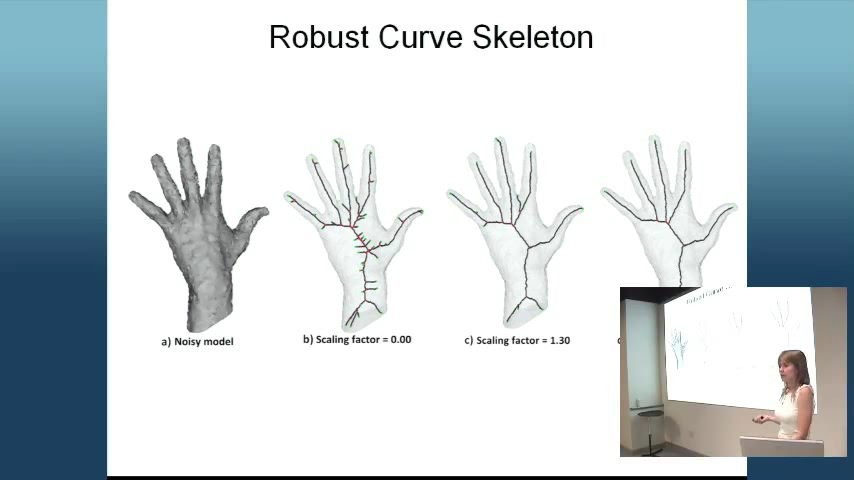 Robust Curve Skeleton
a) Noisy model
b) Scaling factor = 0.00
c) Scaling factor = 1.30